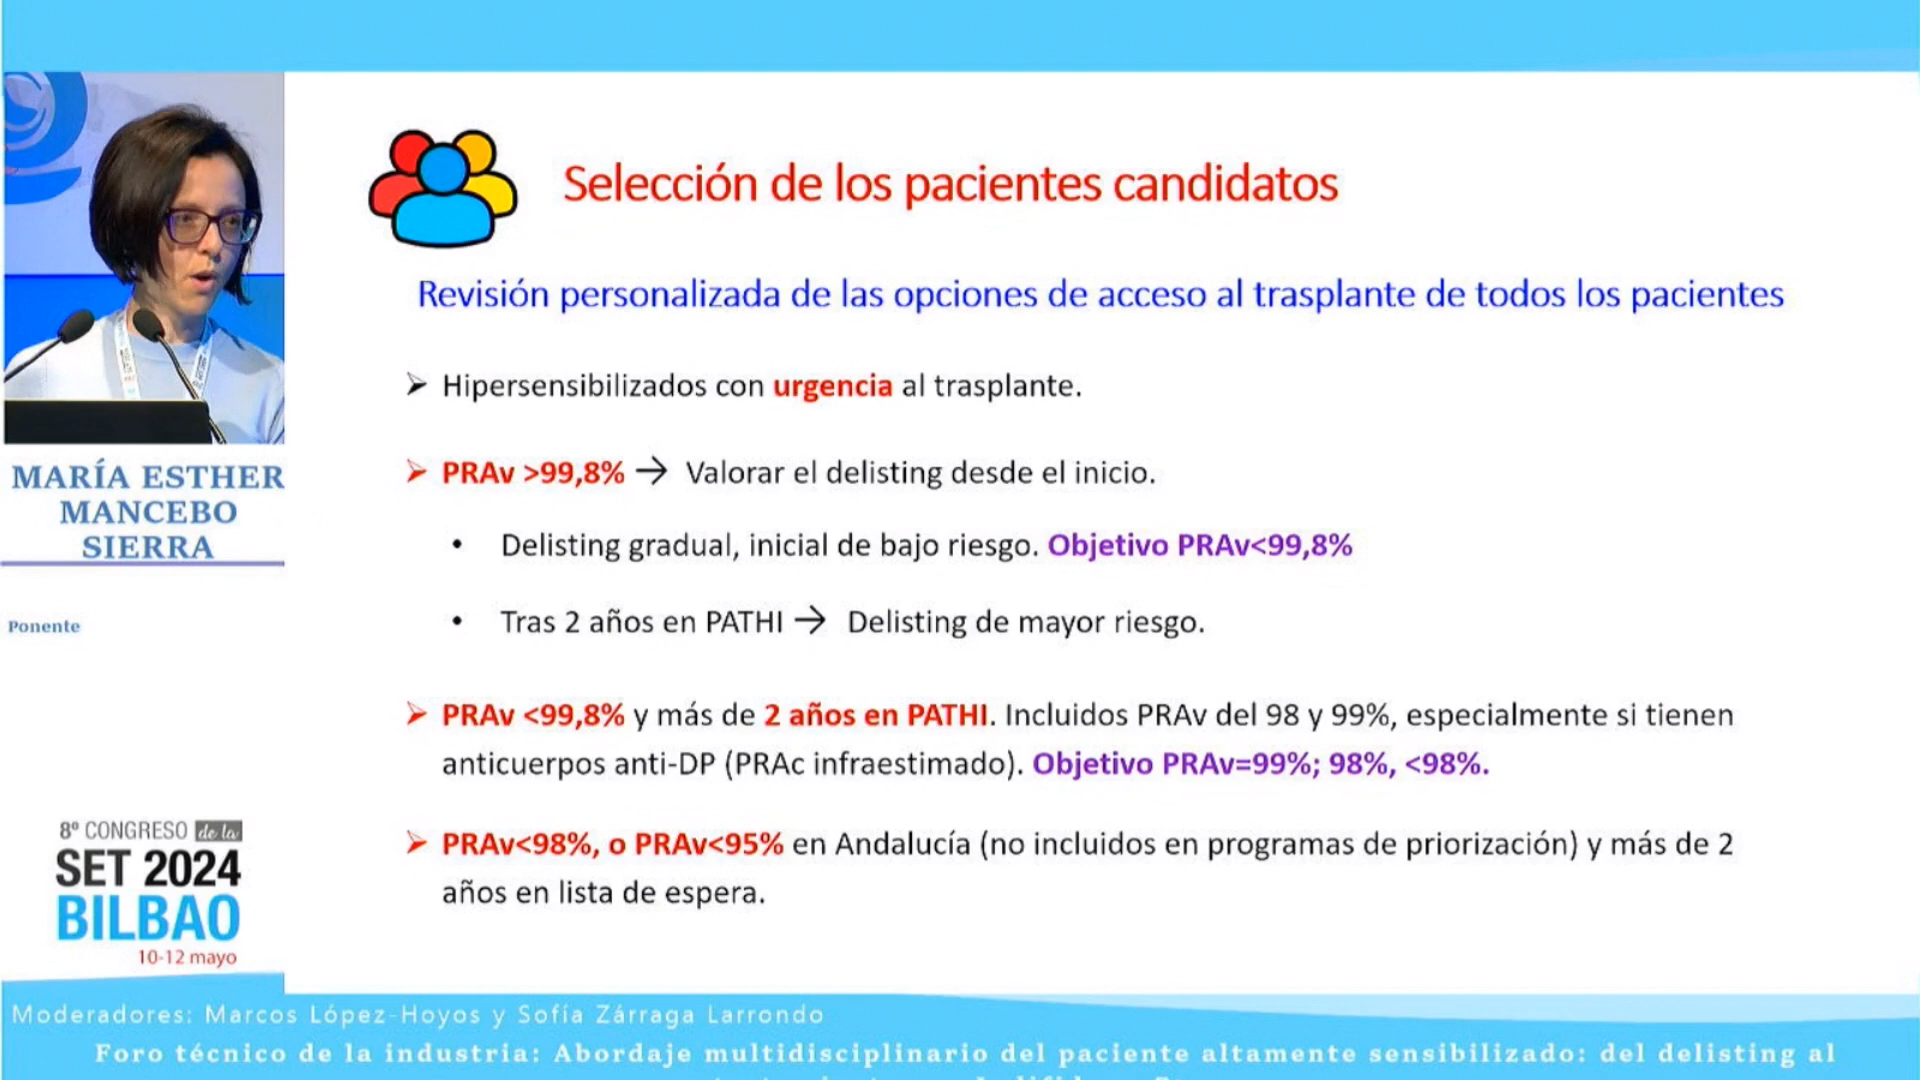 Selección de los pacientes candidatos
Revisión personalizada de las opciones de acceso al trasplante de todos los pacientes
➢ Hipersensibilizados con urgencia al trasplante.
➢ PRAv >99,8% → Valorar el delisting desde el inicio.
• Delisting gradual, inicial de bajo riesgo. Objetivo PRAv<99,8%
• Tras 2 años en PATHI → Delisting de mayor riesgo.
➢ PRAv <99,8% y más de 2 años en PATHI. Incluidos PRAv del 98 y 99%, especialmente si tienen
anticuerpos anti-DP (PRAc infraestimado). Objetivo PRAv=99%; 98%, <98%.
➢ PRAv<98%, o PRAv<95% en Andalucía (no incluidos en programas de priorización) y más de 2
años en lista de espera.
MARÍA ESTHER
MANCEBO
SIERRA
Ponente
8º CONGRESO de la
SET 2024
BILBAO
10-12 mayo
Moderadores: Marcos López-Hoyos y Sofía Zárraga Larrondo
Foro técnico de la industria: Abordaje multidisciplinario del paciente altamente sensibilizado: del delisting al